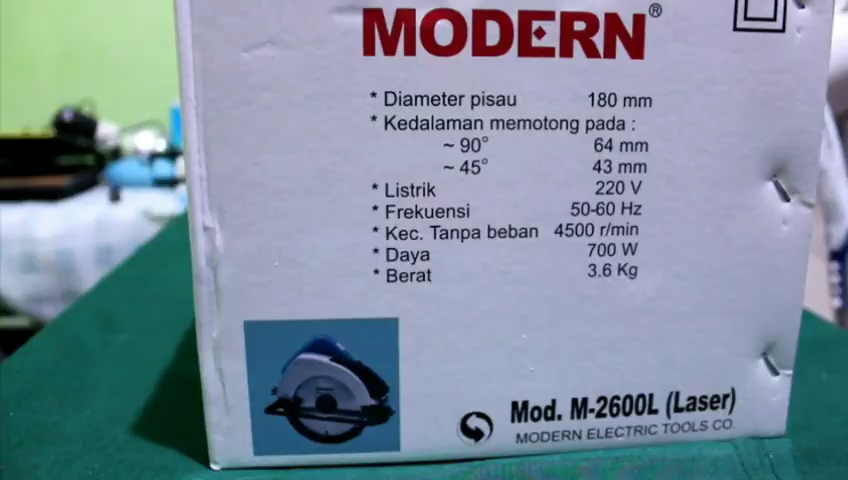 MODERN®
* Diameter pisau 180 mm
* Kedalaman memotong pada :
~ 90° 64 mm
~ 45° 43 mm
* Listrik 220 V
* Frekuensi 50-60 Hz
* Kec. Tanpa beban 4500 r/min
* Daya 700 W
* Berat 3.6 Kg
Mod. M-2600L (Laser)
MODERN ELECTRIC TOOLS CO.